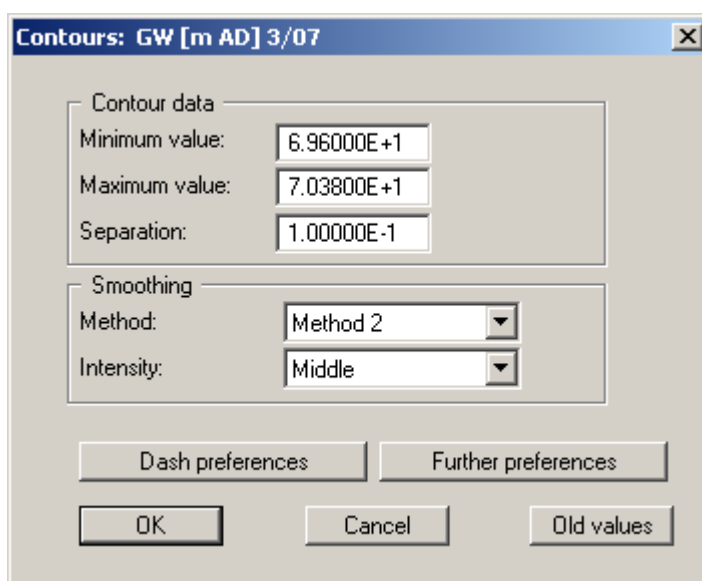 Contours: GW [m AD] 3/07
Contour data
Minimum value: 6.96000E+1
Maximum value: 7.03800E+1
Separation: 1.00000E-1
Smoothing
Method: Method 2
Intensity: Middle
Dash preferences Further preferences
OK Cancel Old values